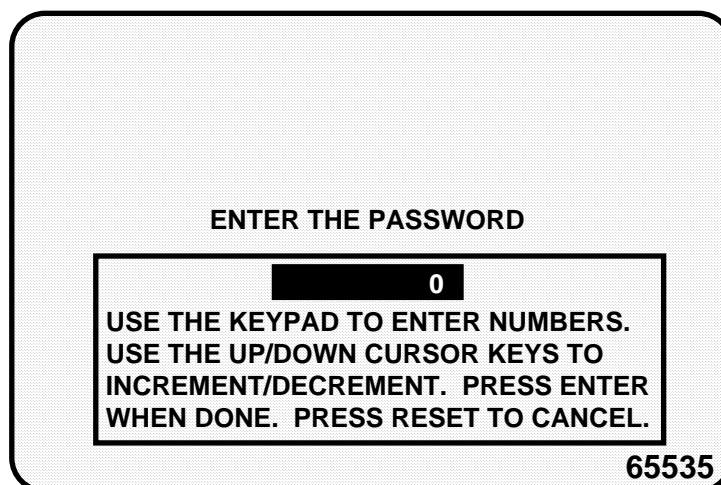 ENTER THE PASSWORD
0
USE THE KEYPAD TO ENTER NUMBERS.
USE THE UP/DOWN CURSOR KEYS TO
INCREMENT/DECREMENT. PRESS ENTER
WHEN DONE. PRESS RESET TO CANCEL.
65535